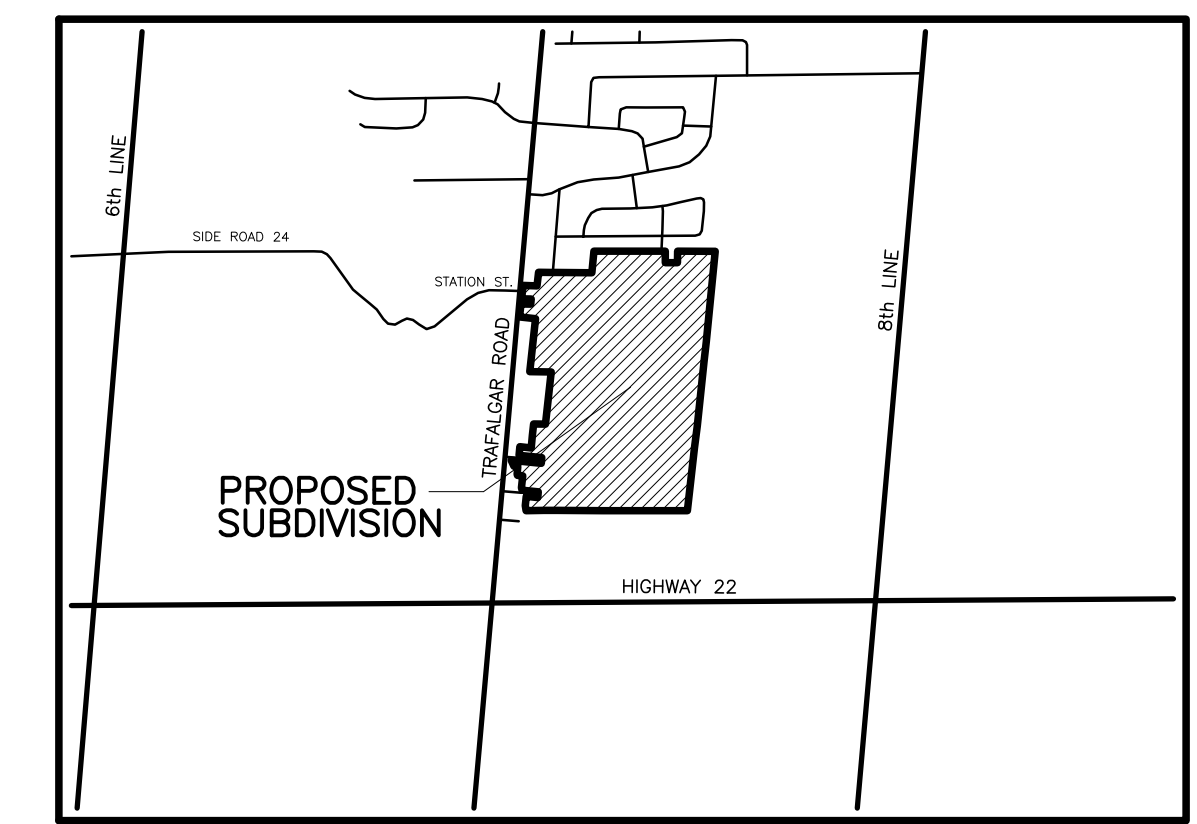 6th LINE
SIDE ROAD 24
STATION ST.
TRAFALGAR ROAD
8th LINE
PROPOSED
SUBDIVISION
HIGHWAY 22